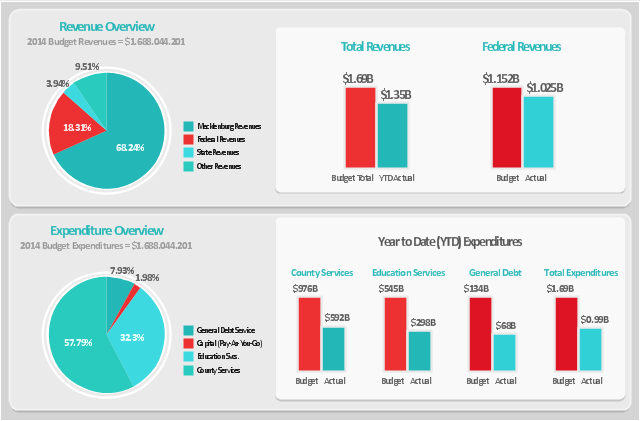 Revenue Overview
2014 Budget Revenues = $1.688.044.201
9.51%
3.94%
18.31%
68.24%
Mecklenburg Revenues
Federal Revenues
State Revenues
Other Revenues
Total Revenues
$1.69B
$1.35B
Budget Total YTD Actual
Federal Revenues
$1.152B
$1.025B
Budget Actual
Expenditure Overview
2014 Budget Expenditures = $1.688.044.201
7.93%
1.98%
32.3%
57.79%
General Debt Service
Capital (Pay-As-You-Go)
Education Svs.
County Services
Year to Date (YTD) Expenditures
County Services
$976B
$592B
Budget Actual
Education Services
$545B
$298B
Budget Actual
General Debt
$134B
$68B
Budget Actual
Total Expenditures
$1.69B
$0.99B
Budget Actual